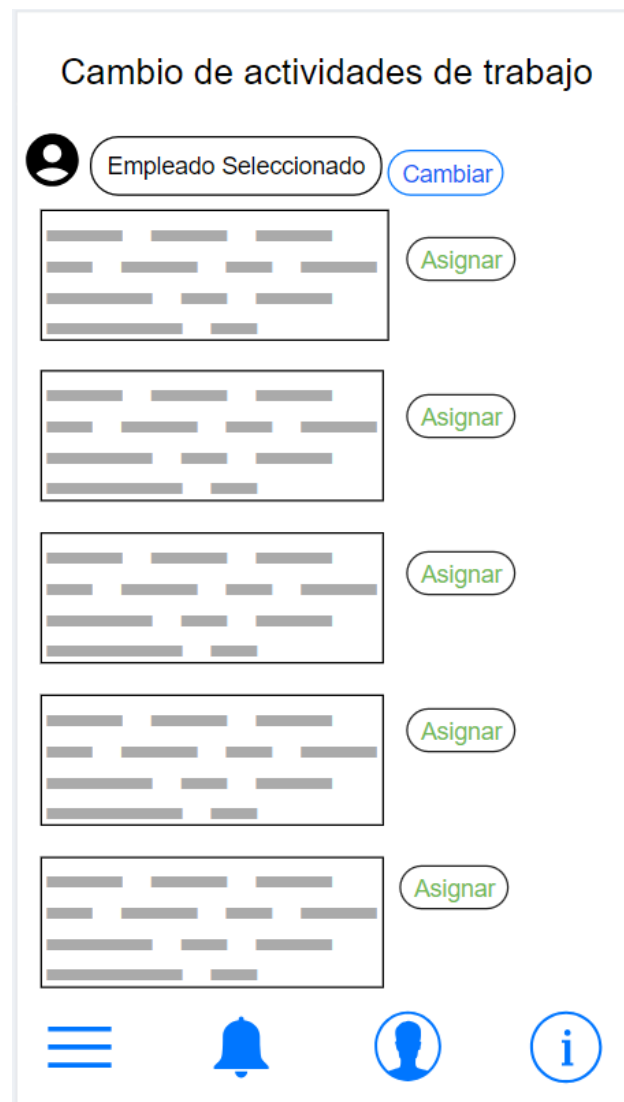 Cambio de actividades de trabajo
Empleado Seleccionado
Cambiar
Asignar
Asignar
Asignar
Asignar
Asignar
i